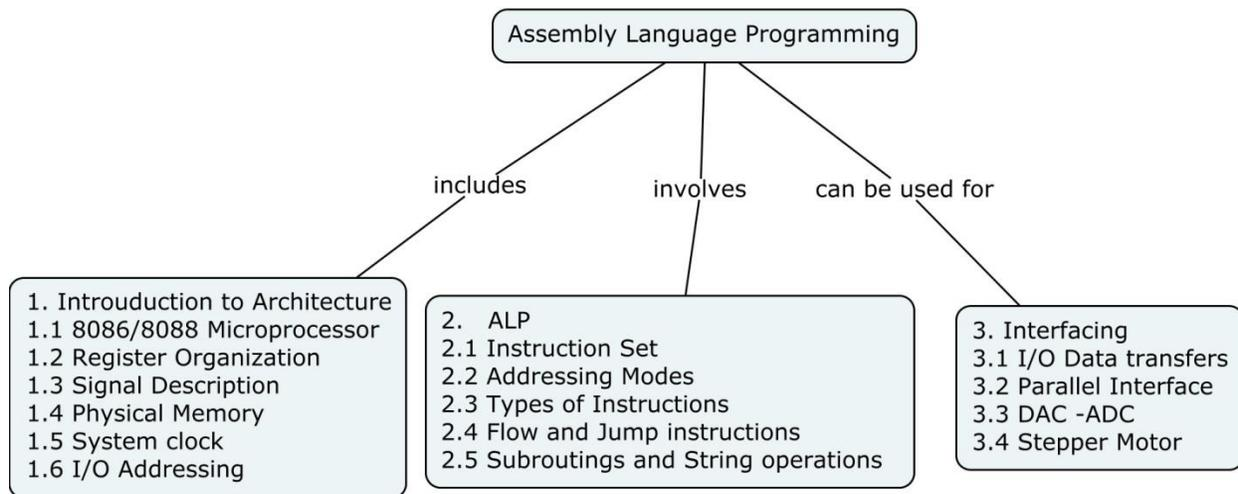 Assembly Language Programming
includes
involves
can be used for
1. Introuduction to Architecture
1.1 8086/8088 Microprocessor
1.2 Register Organization
1.3 Signal Description
1.4 Physical Memory
1.5 System clock
1.6 I/O Addressing
2. ALP
2.1 Instruction Set
2.2 Addressing Modes
2.3 Types of Instructions
2.4 Flow and Jump instructions
2.5 Subroutings and String operations
3. Interfacing
3.1 I/O Data transfers
3.2 Parallel Interface
3.3 DAC -ADC
3.4 Stepper Motor